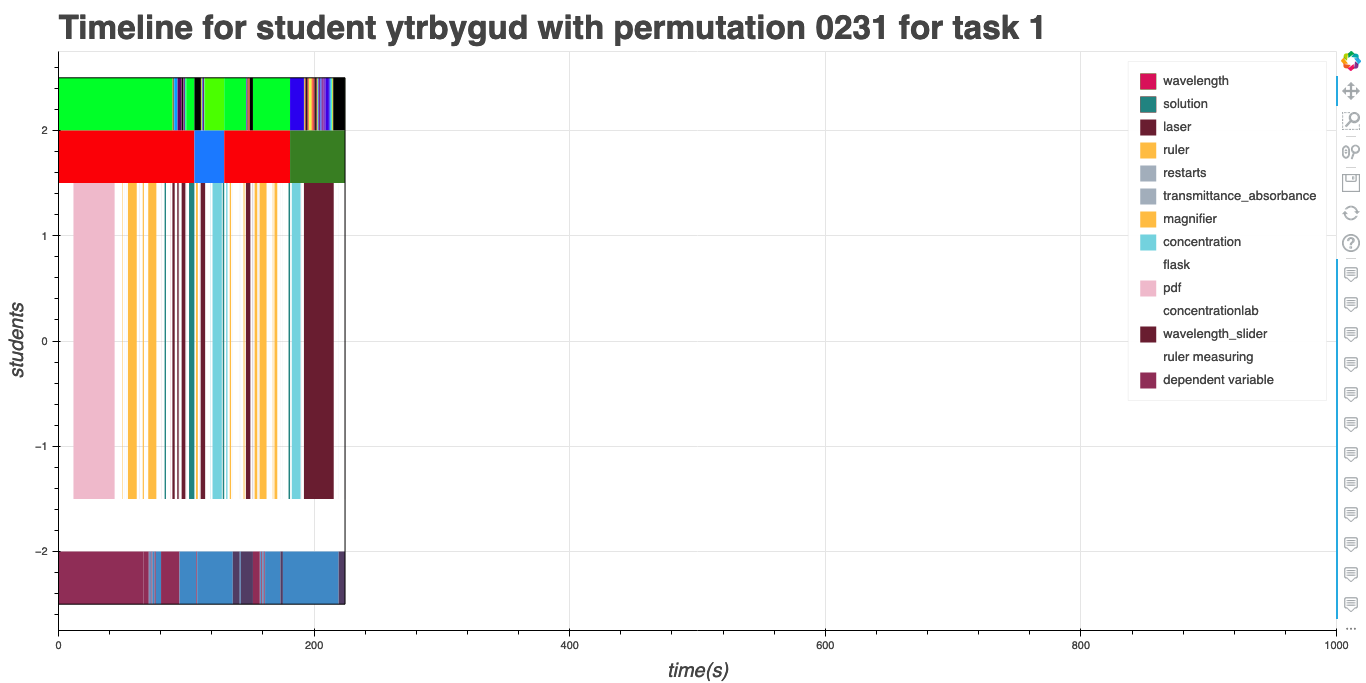 Timeline for student ytrbygud with permutation 0231 for task 1
wavelength
solution
laser
ruler
restarts
transmittance_absorbance
magnifier
concentration
flask
pdf
concentrationlab
wavelength_slider
ruler measuring
dependent variable
students
2
1
0
−1
−2
0 200 400 600 800 1000
time(s)
...